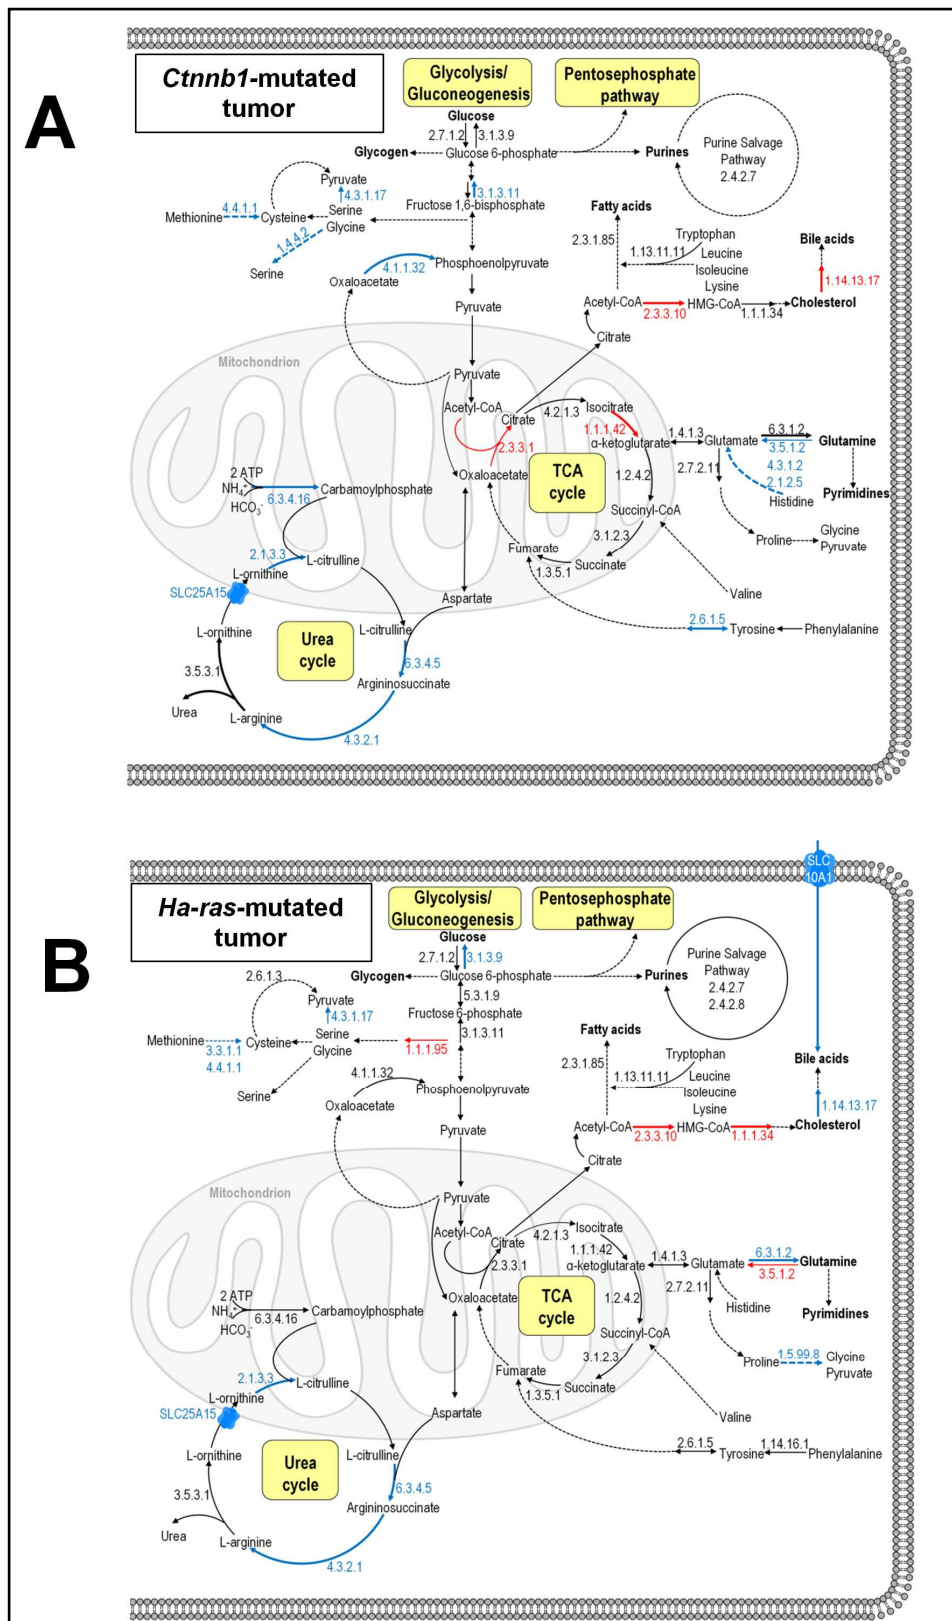 A
Ctnnb1-mutated
tumor
Glycolysis/
Gluconeogenesis
Pentosephosphate
pathway
Glucose
2.7.1.2
3.1.3.9
Glycogen
Glucose 6-phosphate
Purines
Purine Salvage
Pathway
2.4.2.7
Pyruvate
4.3.1.17
3.1.3.11
Methionine
4.4.1.1
Cysteine
Serine
Glycine
Fructose 1,6-bisphosphate
1.4.4.2
Serine
Fatty acids
2.3.1.85
Tryptophan
1.13.11.11
Leucine
Isoleucine
Lysine
Bile acids
1.14.13.17
4.1.1.32
Oxaloacetate
Phosphoenolpyruvate
Acetyl-CoA
2.3.3.10
HMG-CoA
1.1.1.34
Cholesterol
Pyruvate
Citrate
Mitochondrion
Pyruvate
Acetyl-CoA
Citrate
4.2.1.3
Isocitrate
1.1.1.42
2.3.3.1
α-ketoglutarate
1.4.1.3
Glutamate
6.3.1.2
3.5.1.2
Glutamine
4.3.1.2
2.1.2.5
Histidine
Pyrimidines
2.7.2.11
Oxaloacetate
TCA
cycle
1.2.4.2
Succinyl-CoA
3.1.2.3
Fumarate
1.3.5.1
Succinate
Proline
Glycine
Pyruvate
Valine
2 ATP
NH4+
HCO3-
6.3.4.16
Carbamoylphosphate
2.1.3.3
L-citrulline
L-ornithine
SLC25A15
Aspartate
2.6.1.5
Tyrosine
Phenylalanine
L-ornithine
Urea
cycle
L-citrulline
6.3.4.5
3.5.3.1
Argininosuccinate
Urea
L-arginine
4.3.2.1
B
SLC
10A1
Ha-ras-mutated
tumor
Glycolysis/
Gluconeogenesis
Pentosephosphate
pathway
Glucose
2.7.1.2
3.1.3.9
Glycogen
Glucose 6-phosphate
Purines
Purine Salvage
Pathway
2.4.2.7
2.4.2.8
2.6.1.3
Pyruvate
4.3.1.17
5.3.1.9
Fructose 6-phosphate
3.1.3.11
Methionine
3.3.1.1
4.4.1.1
Cysteine
Serine
Glycine
1.1.1.95
Serine
Fatty acids
2.3.1.85
Tryptophan
1.13.11.11
Leucine
Isoleucine
Lysine
Bile acids
1.14.13.17
4.1.1.32
Oxaloacetate
Phosphoenolpyruvate
Pyruvate
Acetyl-CoA
2.3.3.10
HMG-CoA
1.1.1.34
Cholesterol
Citrate
Mitochondrion
Pyruvate
Acetyl-CoA
Citrate
4.2.1.3
Isocitrate
1.1.1.42
2.3.3.1
α-ketoglutarate
1.4.1.3
Glutamate
6.3.1.2
3.5.1.2
Glutamine
2.7.2.11
Histidine
Pyrimidines
Oxaloacetate
TCA
cycle
1.2.4.2
Succinyl-CoA
3.1.2.3
Fumarate
1.3.5.1
Succinate
Proline
1.5.99.8
Glycine
Pyruvate
Valine
2 ATP
NH4+
HCO3-
6.3.4.16
Carbamoylphosphate
2.1.3.3
L-citrulline
L-ornithine
SLC25A15
Aspartate
2.6.1.5
Tyrosine
1.14.16.1
Phenylalanine
L-ornithine
Urea
cycle
L-citrulline
6.3.4.5
3.5.3.1
Argininosuccinate
Urea
L-arginine
4.3.2.1